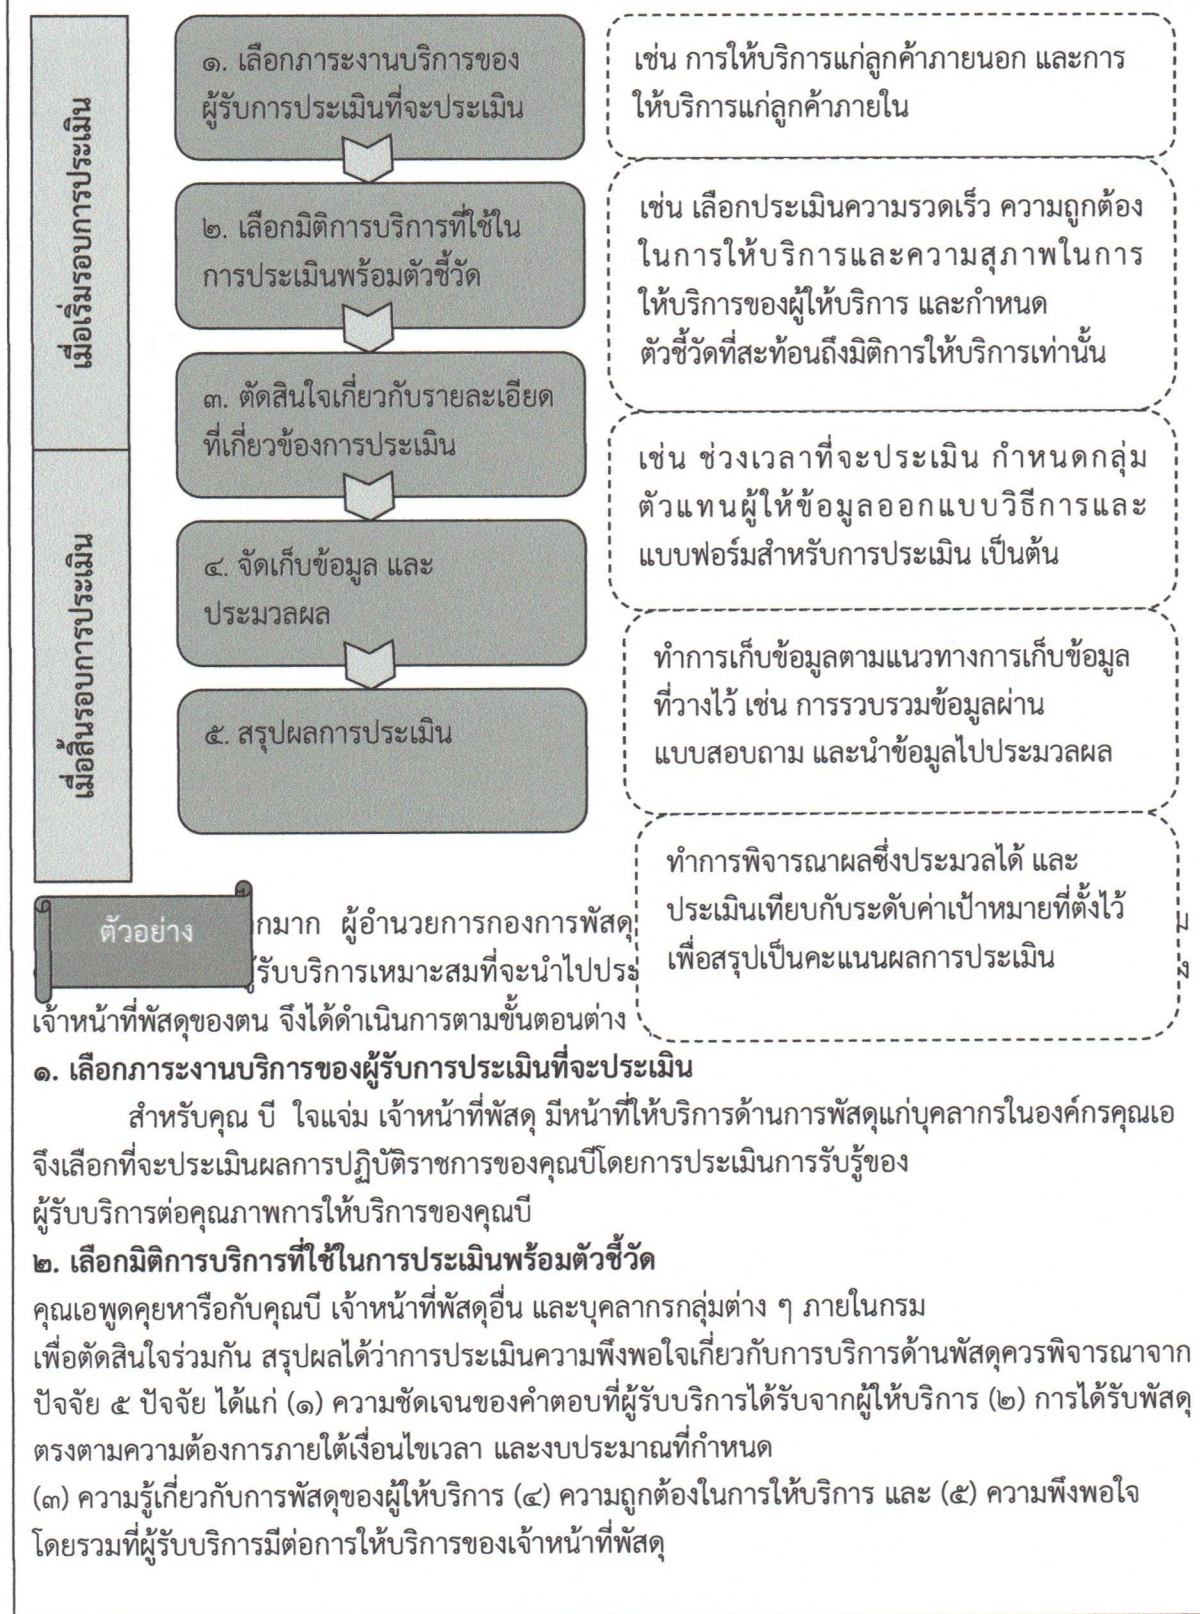 เมื่อเริ่มรอบการประเมิน
๑. เลือกภาระงานบริการของ
ผู้รับการประเมินที่จะประเมิน
เช่น การให้บริการแก่ลูกค้าภายนอก และการ
ให้บริการแก่ลูกค้าภายใน
๒. เลือกมิติการบริการที่ใช้ใน
การประเมินพร้อมตัวชี้วัด
เช่น เลือกประเมินความรวดเร็ว ความถูกต้อง
ในการให้บริการและความสุภาพในการ
ให้บริการของผู้ให้บริการ และกำหนด
ตัวชี้วัดที่สะท้อนถึงมิติการให้บริการเท่านั้น
๓. ตัดสินใจเกี่ยวกับรายละเอียด
ที่เกี่ยวข้องการประเมิน
เช่น ช่วงเวลาที่จะประเมิน กำหนดกลุ่ม
ตัวแทนผู้ให้ข้อมูลออกแบบวิธีการและ
แบบฟอร์มสำหรับการประเมิน เป็นต้น
เมื่อสิ้นรอบการประเมิน
๔. จัดเก็บข้อมูล และ
ประมวลผล
ทำการเก็บข้อมูลตามแนวทางการเก็บข้อมูล
ที่วางไว้ เช่น การรวบรวมข้อมูลผ่าน
แบบสอบถาม และนำข้อมูลไปประมวลผล
๕. สรุปผลการประเมิน
ทำการพิจารณาผลซึ่งประมวลได้ และ
ประเมินเทียบกับระดับค่าเป้าหมายที่ตั้งไว้
เพื่อสรุปเป็นคะแนนผลการประเมิน
ตัวอย่าง
กมาก ผู้อำนวยการกองการพัสดุ
รับบริการเหมาะสมที่จะนำไปประ
เจ้าหน้าที่พัสดุของตน จึงได้ดำเนินการตามขั้นตอนต่าง
๑. เลือกภาระงานบริการของผู้รับการประเมินที่จะประเมิน
สำหรับคุณ บี ใจแจ่ม เจ้าหน้าที่พัสดุ มีหน้าที่ให้บริการด้านการพัสดุแก่บุคลากรในองค์กรคุณเอ
จึงเลือกที่จะประเมินผลการปฏิบัติราชการของคุณบีโดยการประเมินการรับรู้ของ
ผู้รับบริการต่อคุณภาพการให้บริการของคุณบี
๒. เลือกมิติการบริการที่ใช้ในการประเมินพร้อมตัวชี้วัด
คุณเอพูดคุยหารือกับคุณบี เจ้าหน้าที่พัสดุอื่น และบุคลากรกลุ่มต่าง ๆ ภายในกรม
เพื่อตัดสินใจร่วมกัน สรุปผลได้ว่าการประเมินความพึงพอใจเกี่ยวกับการบริการด้านพัสดุควรพิจารณาจาก
ปัจจัย ๕ ปัจจัย ได้แก่ (๑) ความชัดเจนของคำตอบที่ผู้รับบริการได้รับจากผู้ให้บริการ (๒) การได้รับพัสดุ
ตรงตามความต้องการภายใต้เงื่อนไขเวลา และงบประมาณที่กำหนด
(๓) ความรู้เกี่ยวกับการพัสดุของผู้ให้บริการ (๔) ความถูกต้องในการให้บริการ และ (๕) ความพึงพอใจ
โดยรวมที่ผู้รับบริการมีต่อการให้บริการของเจ้าหน้าที่พัสดุ